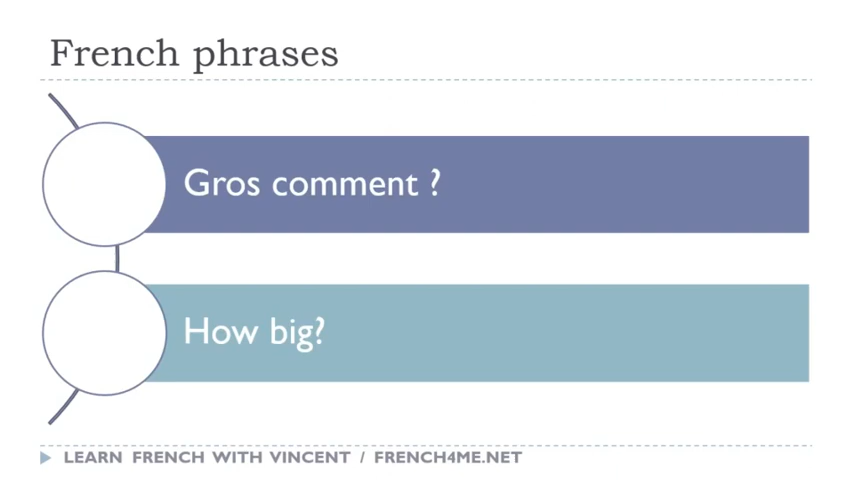 French phrases
Gros comment ?
How big?
LEARN FRENCH WITH VINCENT / FRENCH4ME.NET